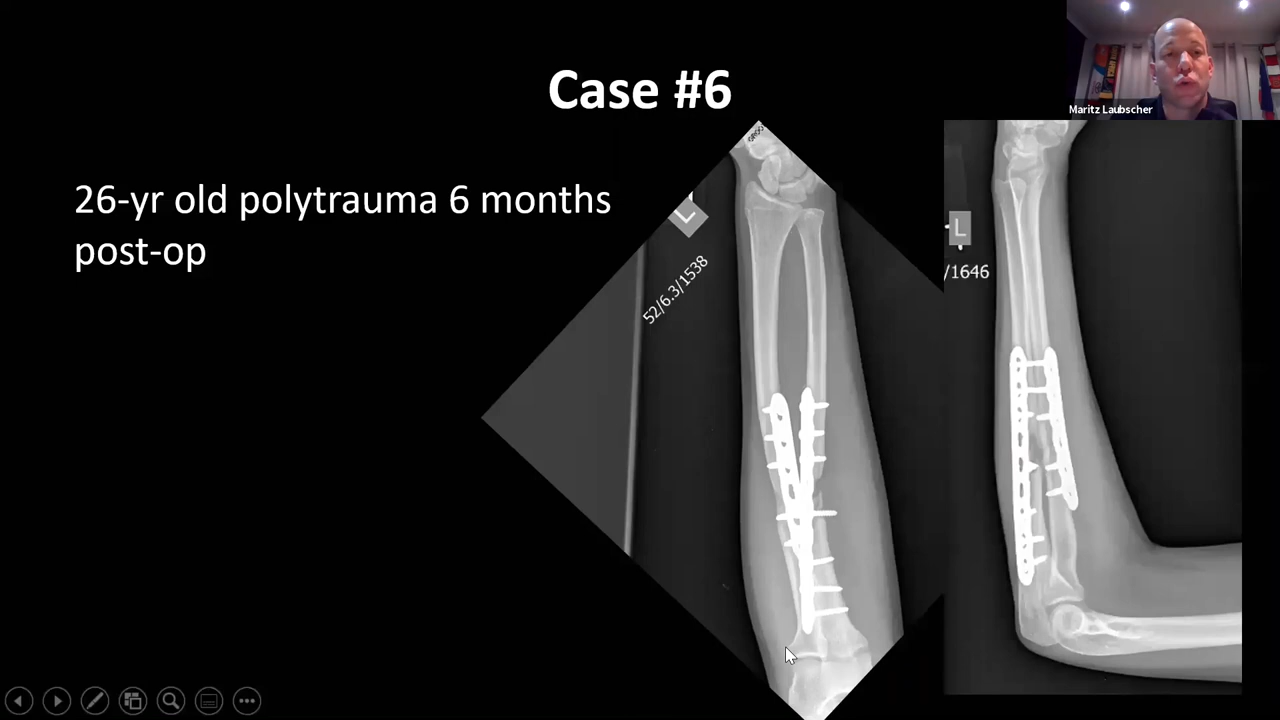 Case #6
Maritz Laubscher
26-yr old polytrauma 6 months
post-op
L
52/6.3/1538
L
/1646